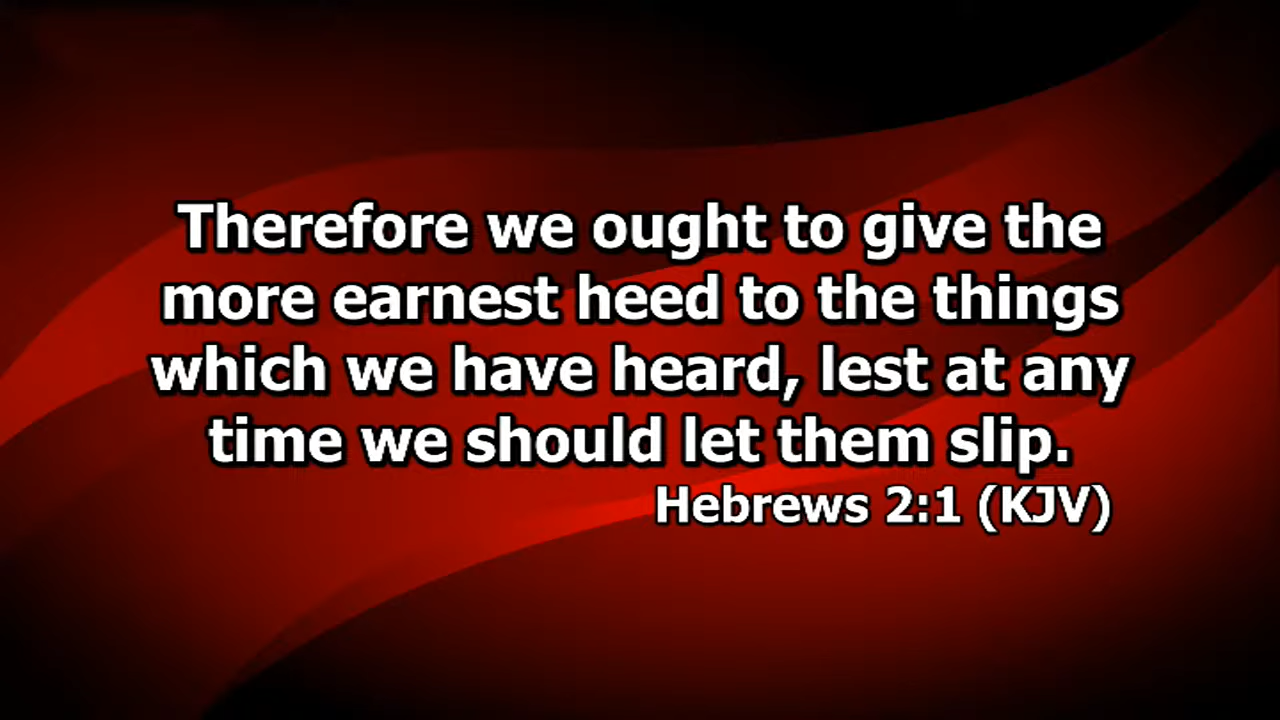 Therefore we ought to give the
more earnest heed to the things
which we have heard, lest at any
time we should let them slip.
Hebrews 2:1 (KJV)